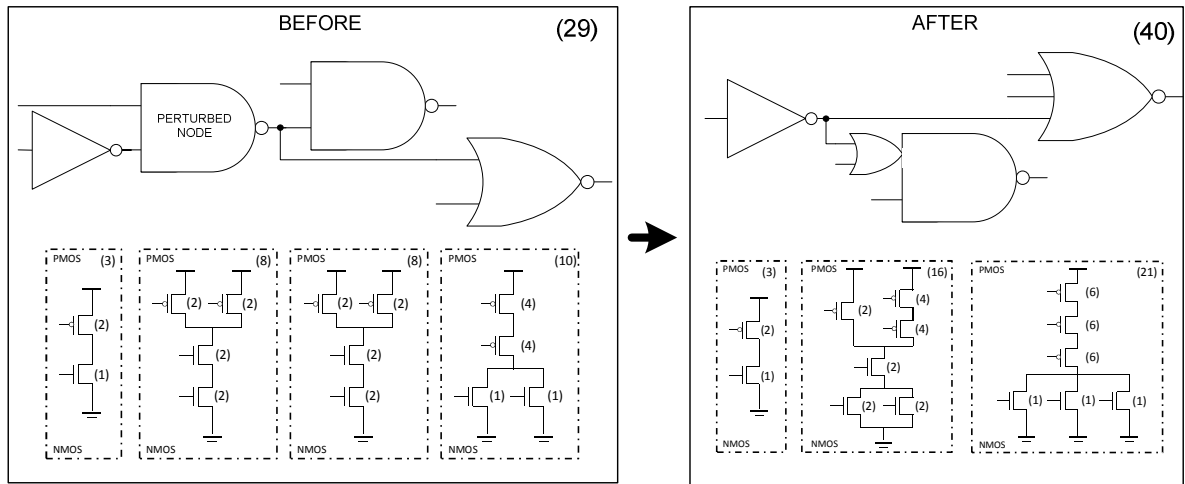 BEFORE
(29)
PERTURBED
NODE
PMOS
(3)
(2)
(1)
NMOS
PMOS
(8)
(2)
(2)
(2)
(2)
NMOS
PMOS
(8)
(2)
(2)
(2)
(2)
NMOS
PMOS
(10)
(4)
(4)
(1)
(1)
NMOS
AFTER
(40)
PMOS
(3)
(2)
(1)
NMOS
PMOS
(16)
(4)
(2)
(4)
(2)
(2)
(2)
NMOS
PMOS
(21)
(6)
(6)
(6)
(1)
(1)
(1)
NMOS